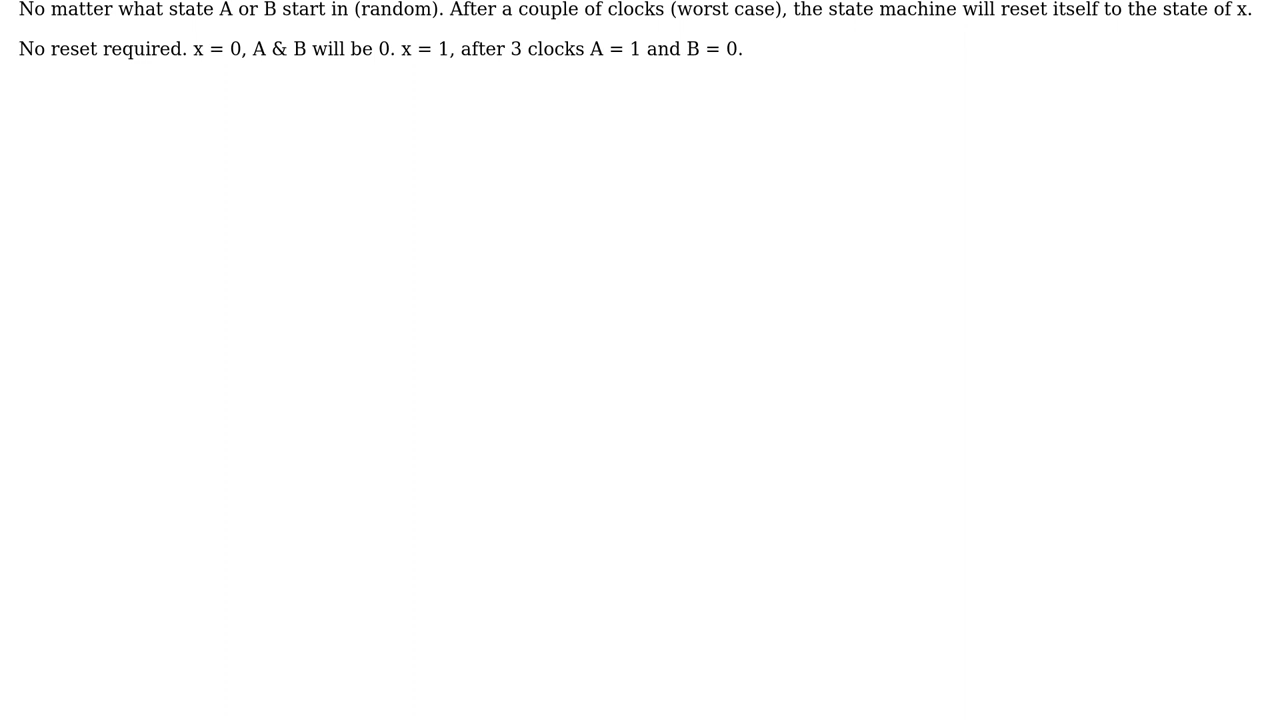 No matter what state A or B start in (random). After a couple of clocks (worst case), the state machine will reset itself to the state of x.
No reset required. x = 0, A & B will be 0. x = 1, after 3 clocks A = 1 and B = 0.